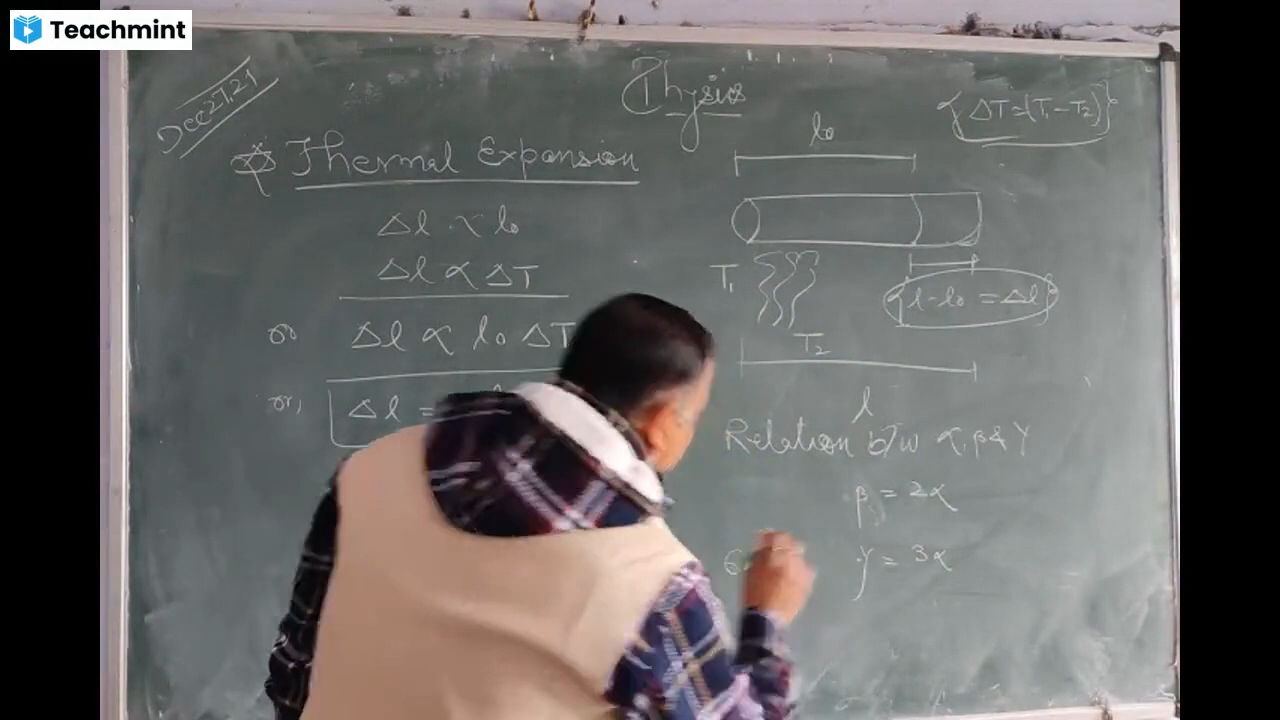 Teachmint
Dec 27, 21
Physics
{ΔT = (T₁ - T₂)}
Thermal Expansion
l₀
Δl ∝ l₀
Δl ∝ ΔT
T₁
{l - l₀ = Δl}
or Δl ∝ l₀ ΔT
T₂
or, Δl =
l
Relation b/w α, β & γ
β = 2α
γ = 3α
6